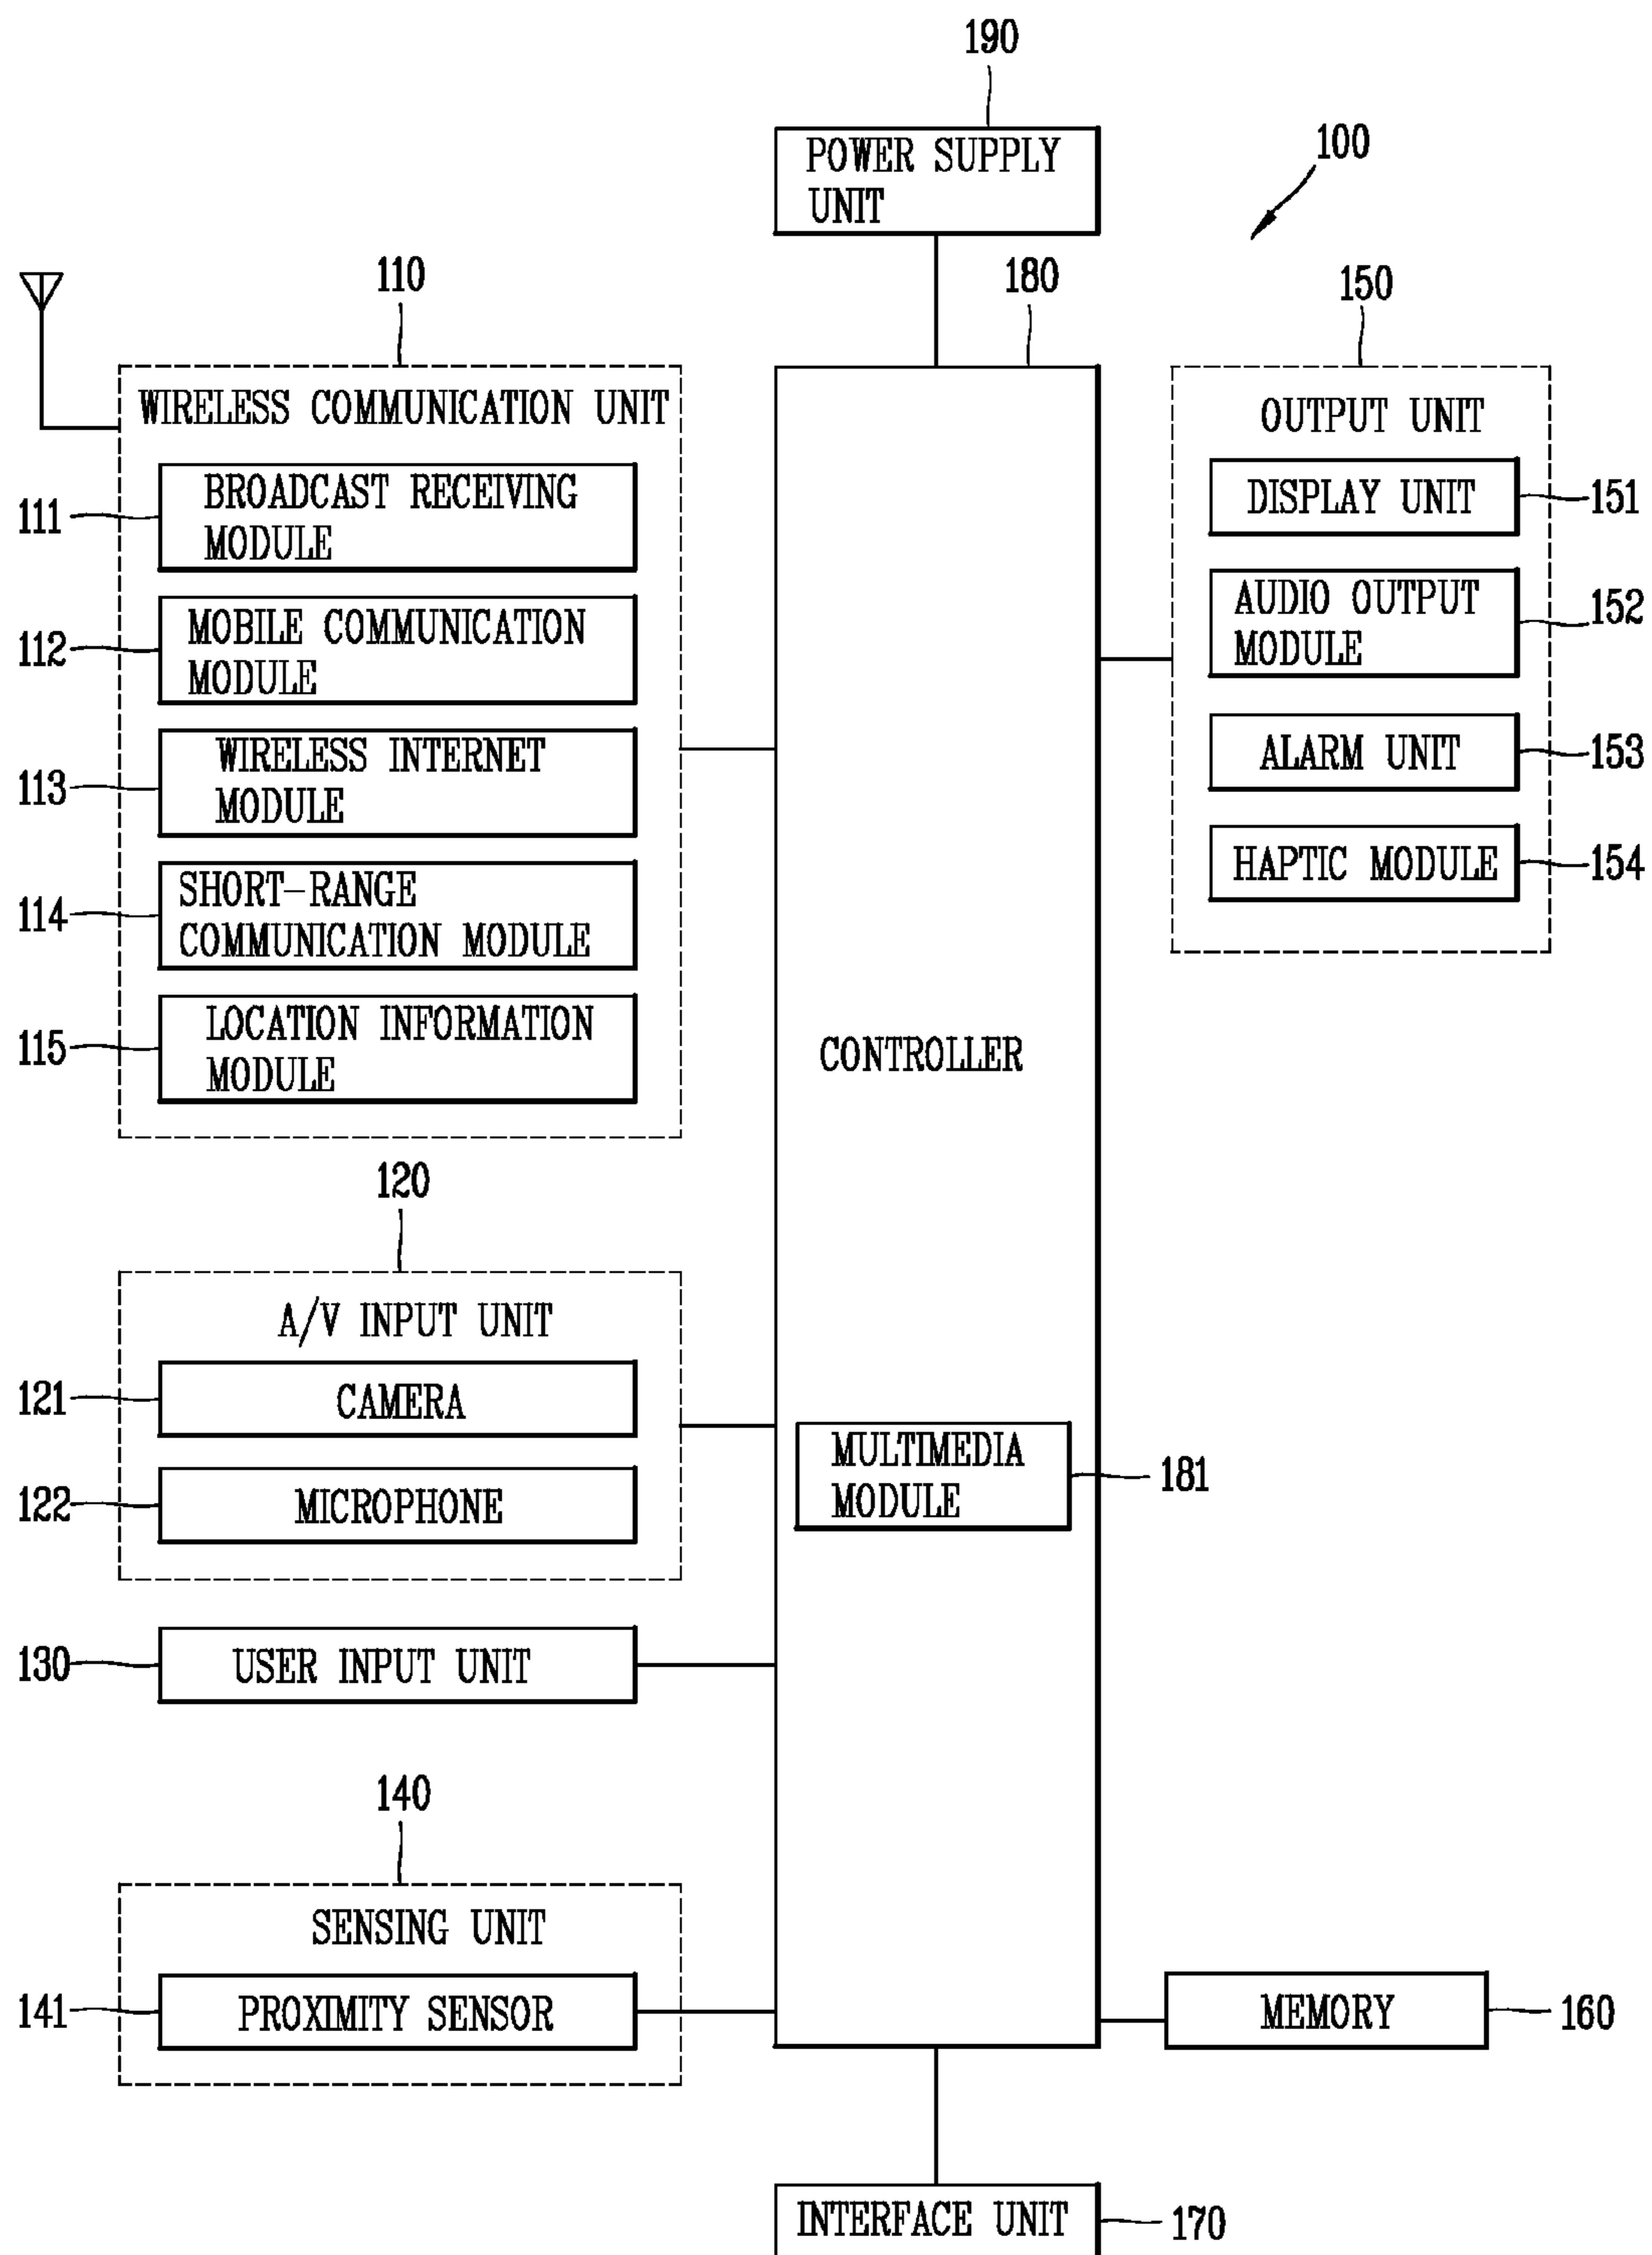 190
POWER SUPPLY
UNIT
100
110
180
150
WIRELESS COMMUNICATION UNIT
111
BROADCAST RECEIVING
MODULE
112
MOBILE COMMUNICATION
MODULE
113
WIRELESS INTERNET
MODULE
114
SHORT-RANGE
COMMUNICATION MODULE
115
LOCATION INFORMATION
MODULE
OUTPUT UNIT
DISPLAY UNIT
151
AUDIO OUTPUT
MODULE
152
ALARM UNIT
153
HAPTIC MODULE
154
CONTROLLER
120
A/V INPUT UNIT
121
CAMERA
122
MICROPHONE
MULTIMEDIA
MODULE
181
130
USER INPUT UNIT
140
SENSING UNIT
141
PROXIMITY SENSOR
MEMORY
160
INTERFACE UNIT
170